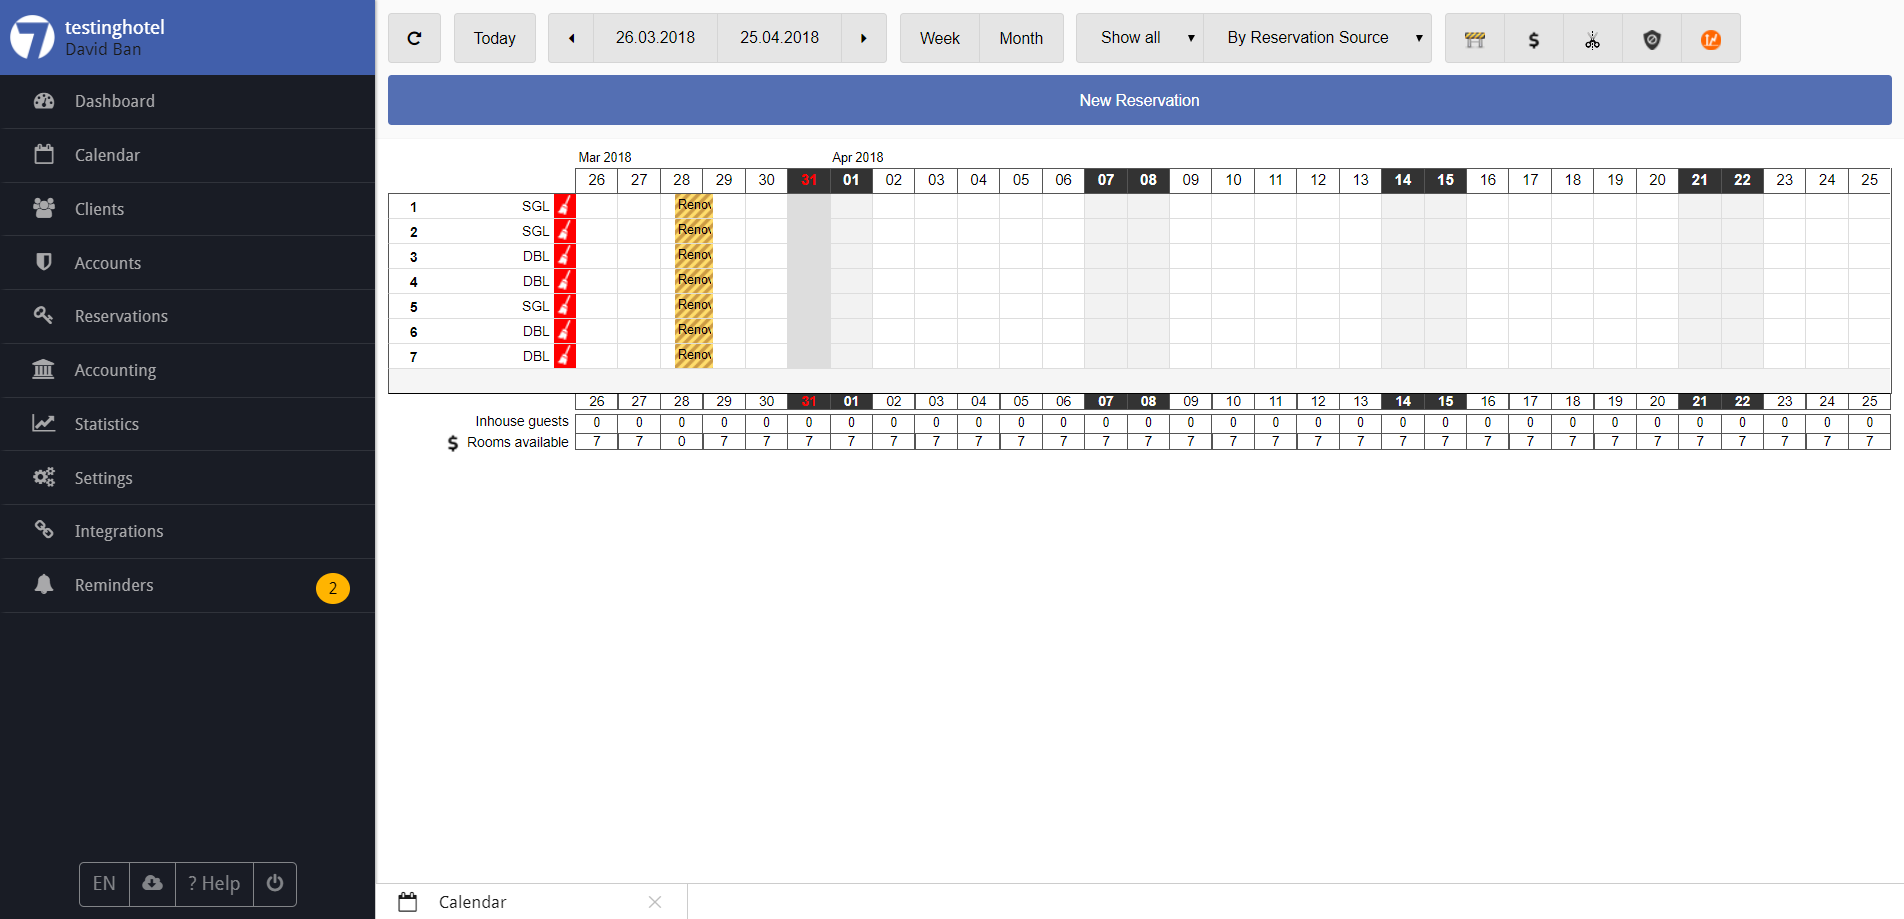 testinghotel
David Ban
Dashboard
Calendar
Clients
Accounts
Reservations
Accounting
Statistics
Settings
Integrations
Reminders 2
EN ? Help
Today 26.03.2018 25.04.2018 Week Month Show all By Reservation Source
New Reservation
Mar 2018 Apr 2018
26 27 28 29 30 31 01 02 03 04 05 06 07 08 09 10 11 12 13 14 15 16 17 18 19 20 21 22 23 24 25
1 SGL Renov
2 SGL Renov
3 DBL Renov
4 DBL Renov
5 SGL Renov
6 DBL Renov
7 DBL Renov
26 27 28 29 30 31 01 02 03 04 05 06 07 08 09 10 11 12 13 14 15 16 17 18 19 20 21 22 23 24 25
Inhouse guests 0 0 0 0 0 0 0 0 0 0 0 0 0 0 0 0 0 0 0 0 0 0 0 0 0 0 0 0 0 0 0
$ Rooms available 7 7 0 7 7 7 7 7 7 7 7 7 7 7 7 7 7 7 7 7 7 7 7 7 7 7 7 7 7 7 7
Calendar